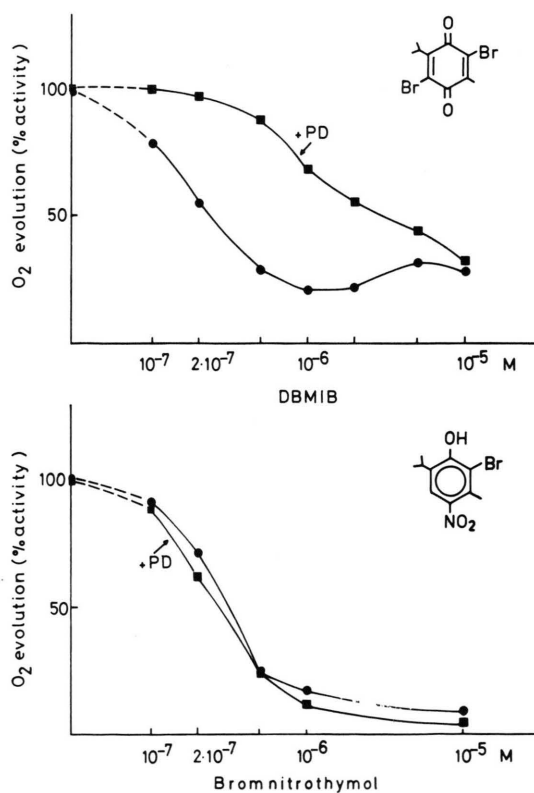 O
Br
Br
O
100
+PD
50
O2 evolution (% activity)
10-7
2·10-7
10-6
10-5 M
DBMIB
OH
Br
NO2
100
+PD
50
O2 evolution (% activity)
10-7
2·10-7
10-6
10-5 M
Bromnitrothymol